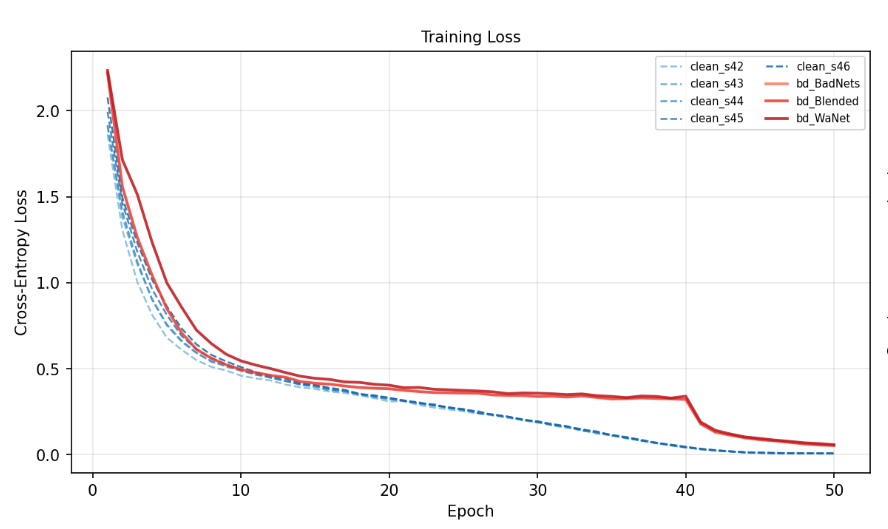 Training Loss
clean_s42
clean_s43
clean_s44
clean_s45
clean_s46
bd_BadNets
bd_Blended
bd_WaNet
Cross-Entropy Loss
2.0
1.5
1.0
0.5
0.0
0 10 20 30 40 50
Epoch